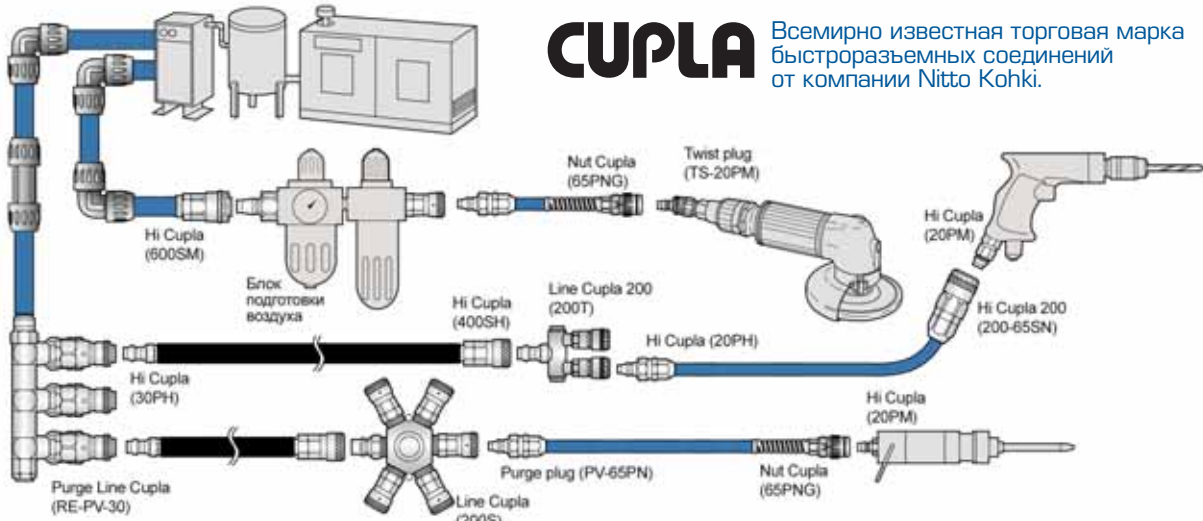 CUPLA
Всемирно известная торговая марка
быстроразъемных соединений
от компании Nitto Kohki.
Nut Cupla
(65PNG)
Twist plug
(TS-20PM)
Hi Cupla
(20PM)
Hi Cupla
(600SM)
Блок
подготовки
воздуха
Hi Cupla
(400SH)
Line Cupla 200
(200T)
Hi Cupla 200
(200-65SN)
Hi Cupla (20PH)
Hi Cupla
(30PH)
Hi Cupla
(20PM)
Purge Line Cupla
(RE-PV-30)
Line Cupla
(200S)
Purge plug (PV-65PN)
Nut Cupla
(65PNG)